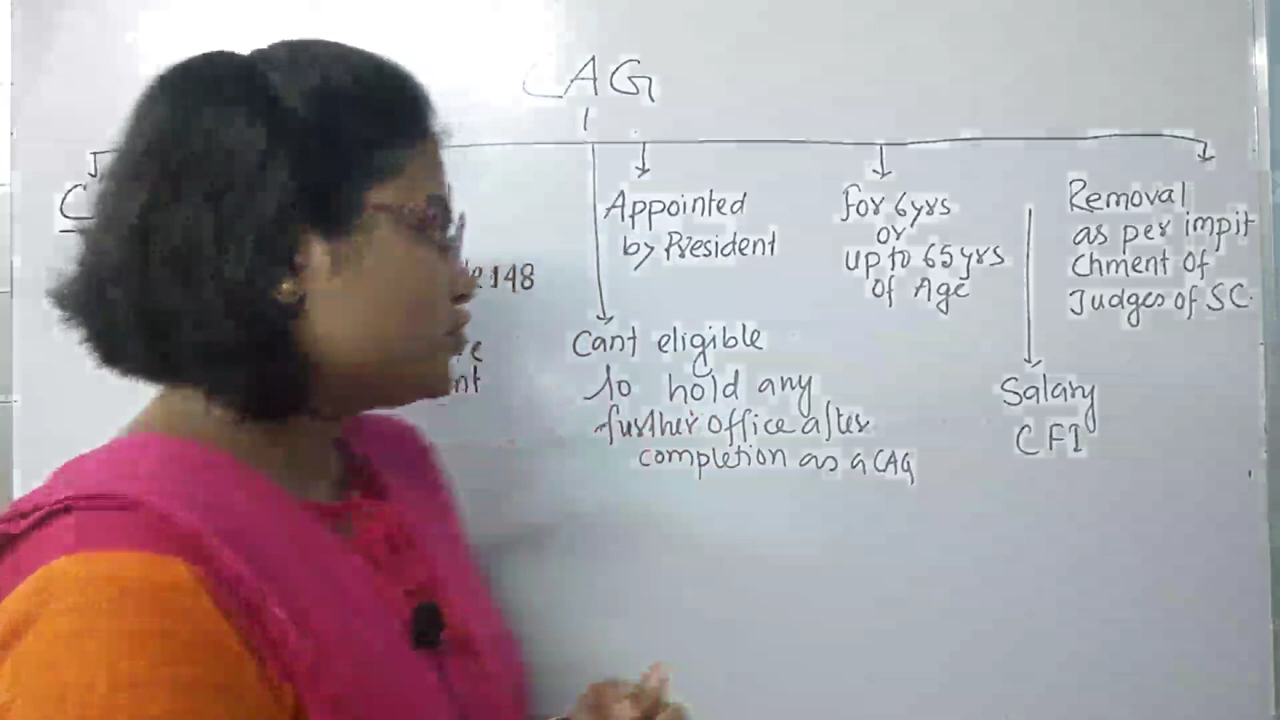 CAG
Appointed
by President
148
Cant eligible
to hold any
further office after
completion as a CAG
for 6yrs
or
up to 65yrs
of Age
Salary
CFI
Removal
as per impit
chment of
Judges of SC.